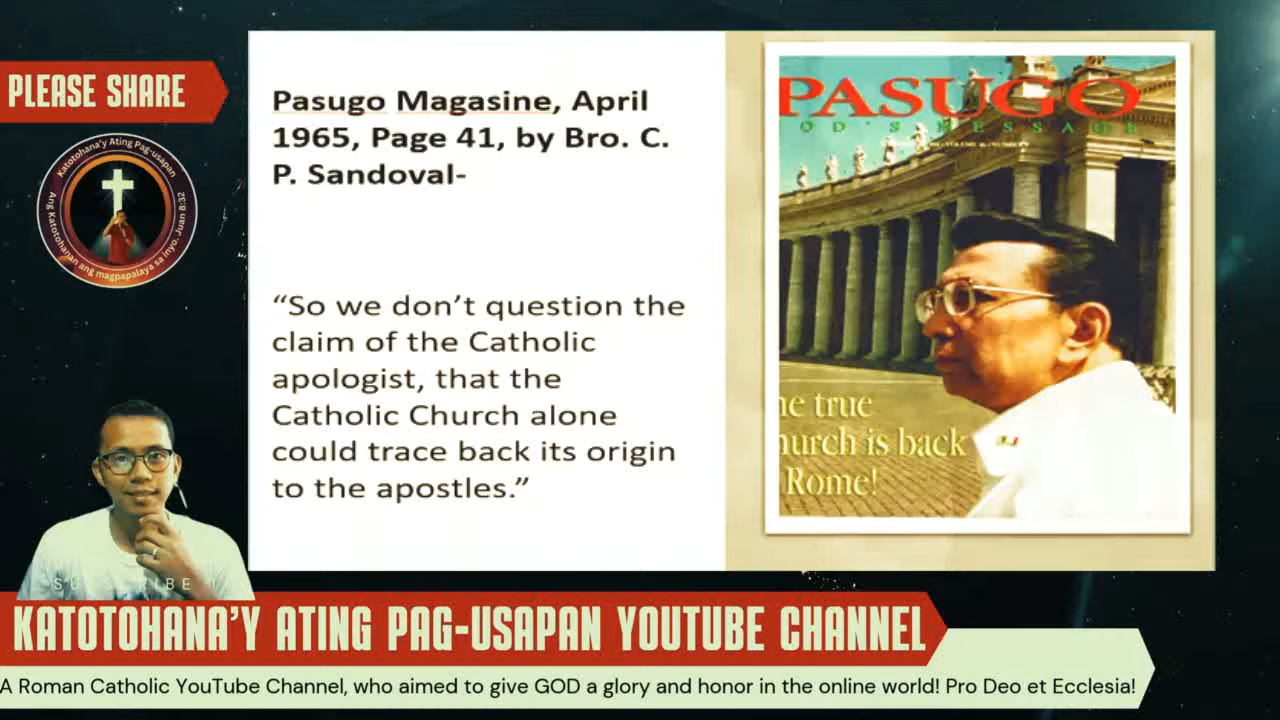 PLEASE SHARE
Katotohana'y Ating Pag-usapan
Ang Katotohanan ang magpapalaya sa inyo. Juan 8:32
Pasugo Magasine, April
1965, Page 41, by Bro. C.
P. Sandoval-
“So we don’t question the
claim of the Catholic
apologist, that the
Catholic Church alone
could trace back its origin
to the apostles.”
PASUGO
OD'S MESSAGE
he true
hurch is back
Rome!
KATOTOHANA’Y ATING PAG-USAPAN YOUTUBE CHANNEL
A Roman Catholic YouTube Channel, who aimed to give GOD a glory and honor in the online world! Pro Deo et Ecclesia!